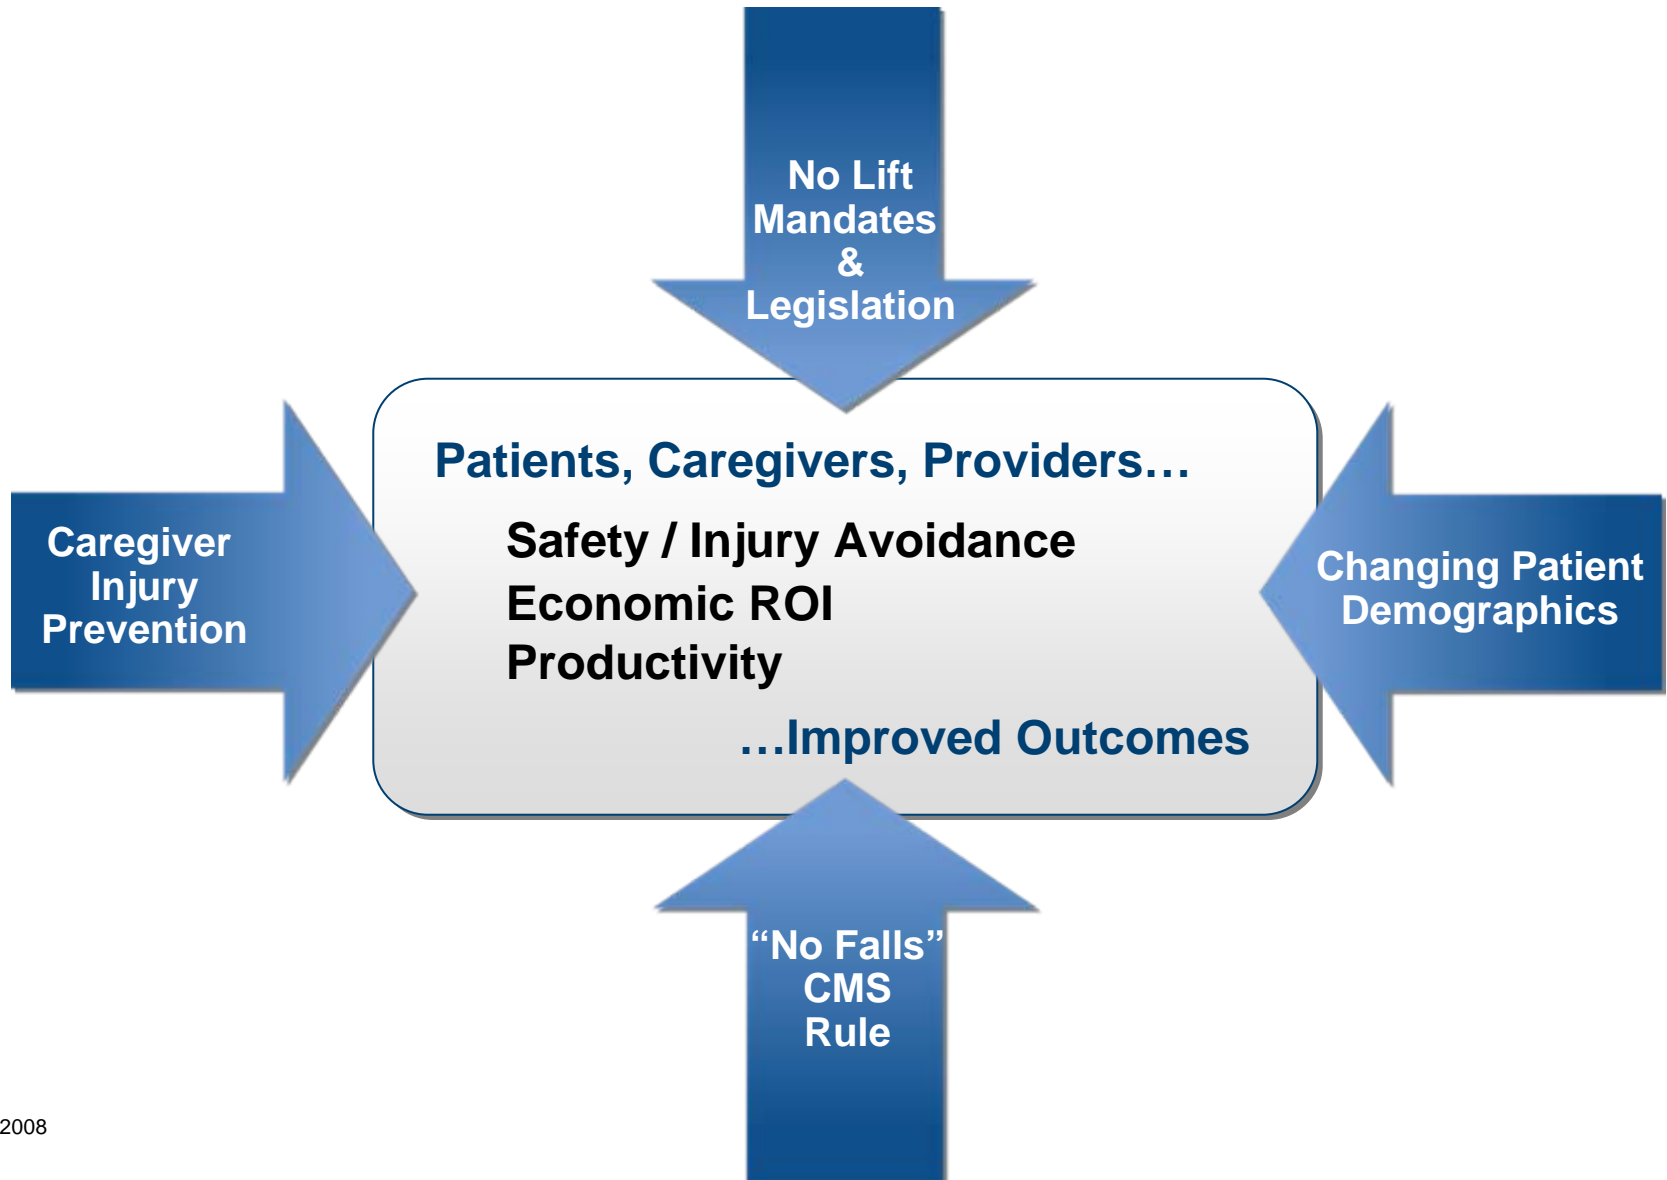 No Lift
Mandates
&
Legislation
Patients, Caregivers, Providers…
Safety / Injury Avoidance
Economic ROI
Productivity
…Improved Outcomes
Caregiver
Injury
Prevention
Changing Patient
Demographics
“No Falls”
CMS
Rule
2008